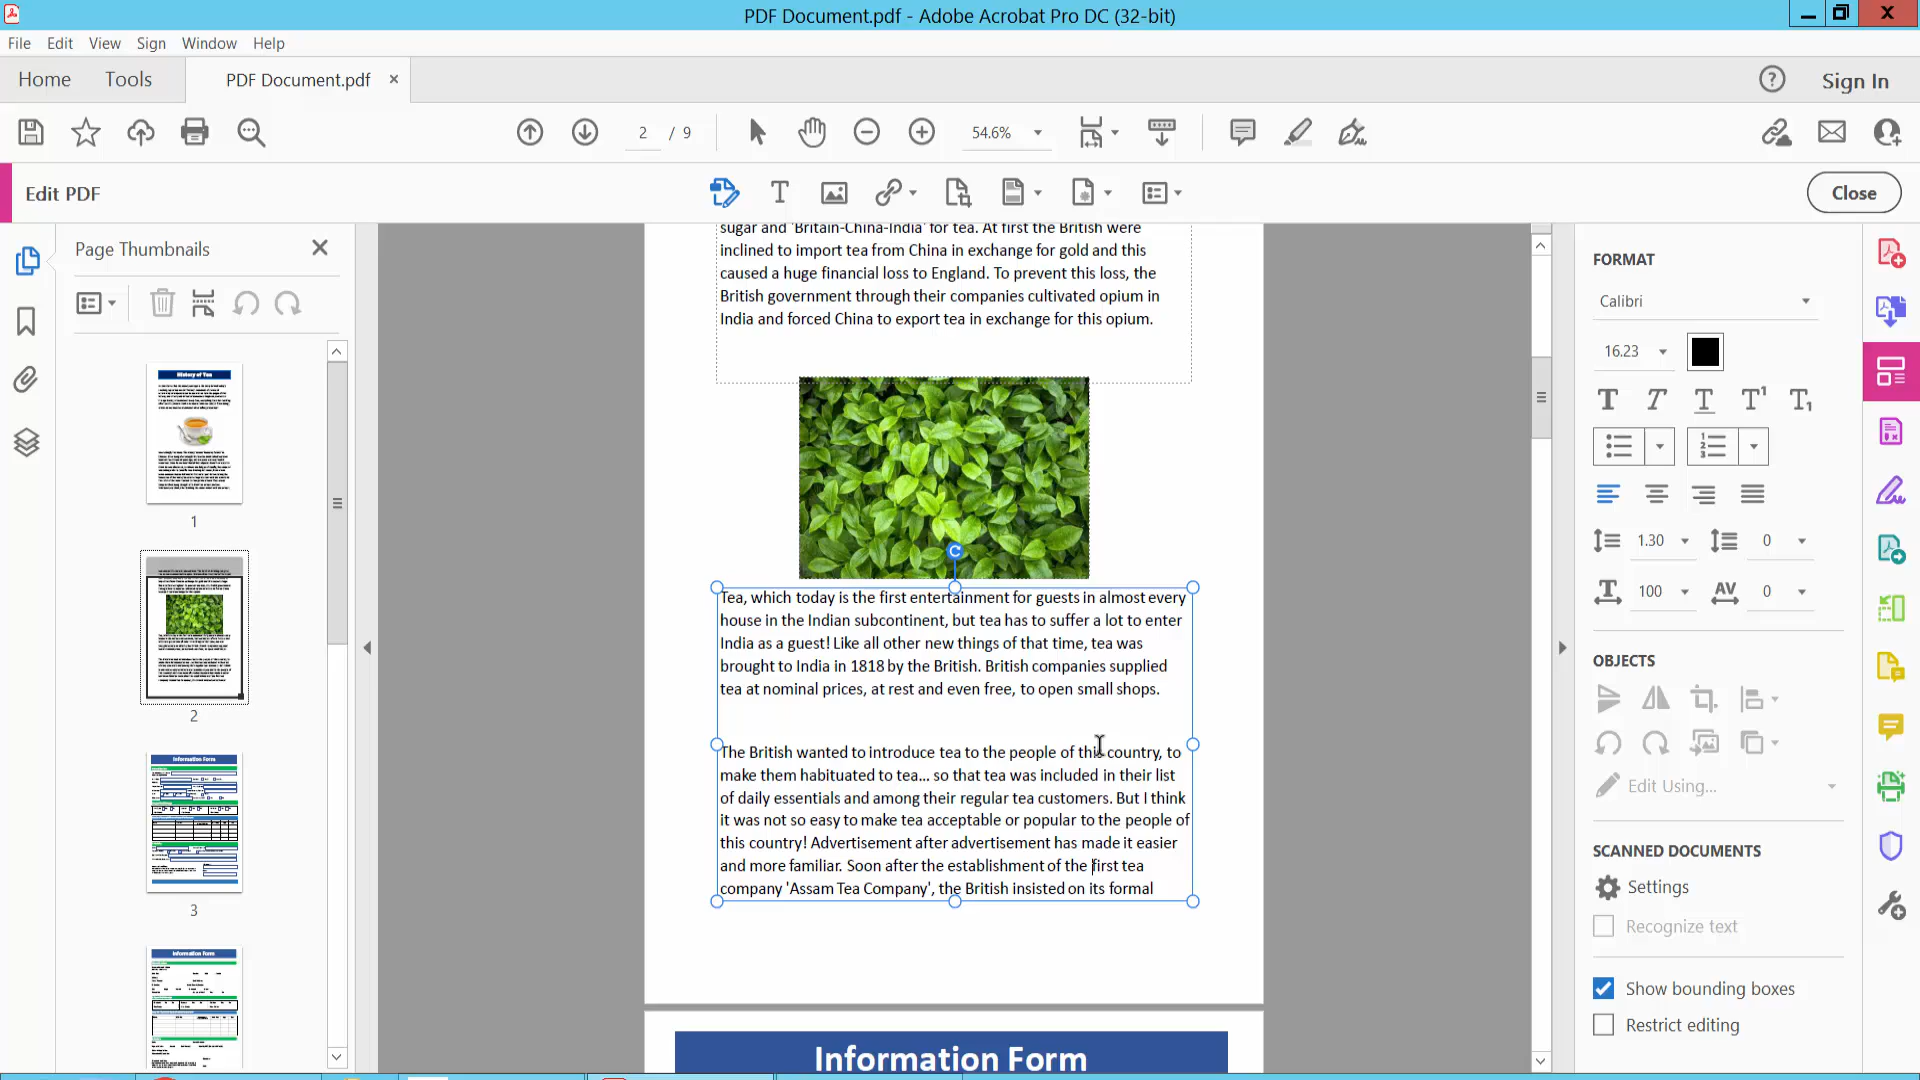 PDF Document.pdf - Adobe Acrobat Pro DC (32-bit)
File Edit View Sign Window Help
Home Tools PDF Document.pdf × Sign In
2 / 9 54.6%
Edit PDF Close
Page Thumbnails
History of Tea
1
2
Information Form
3
Information Form
sugar and 'Britain-China-India' for tea. At first the British were
inclined to import tea from China in exchange for gold and this
caused a huge financial loss to England. To prevent this loss, the
British government through their companies cultivated opium in
India and forced China to export tea in exchange for this opium.
Tea, which today is the first entertainment for guests in almost every
house in the Indian subcontinent, but tea has to suffer a lot to enter
India as a guest! Like all other new things of that time, tea was
brought to India in 1818 by the British. British companies supplied
tea at nominal prices, at rest and even free, to open small shops.
The British wanted to introduce tea to the people of this country, to
make them habituated to tea... so that tea was included in their list
of daily essentials and among their regular tea customers. But I think
it was not so easy to make tea acceptable or popular to the people of
this country! Advertisement after advertisement has made it easier
and more familiar. Soon after the establishment of the first tea
company 'Assam Tea Company', the British insisted on its formal
Information Form
FORMAT
Calibri
16.23
1.30 0
100 0
OBJECTS
Edit Using...
SCANNED DOCUMENTS
Settings
Recognize text
Show bounding boxes
Restrict editing